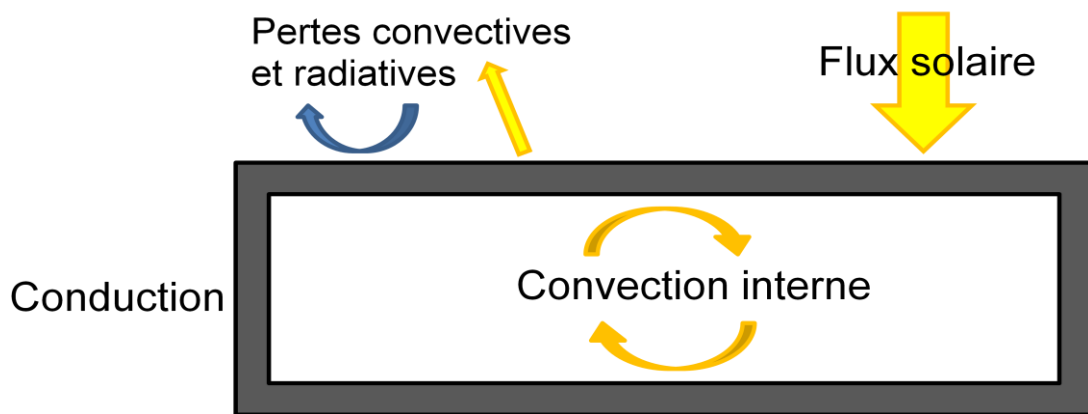 Pertes convectives
et radiatives
Flux solaire
Convection interne
Conduction